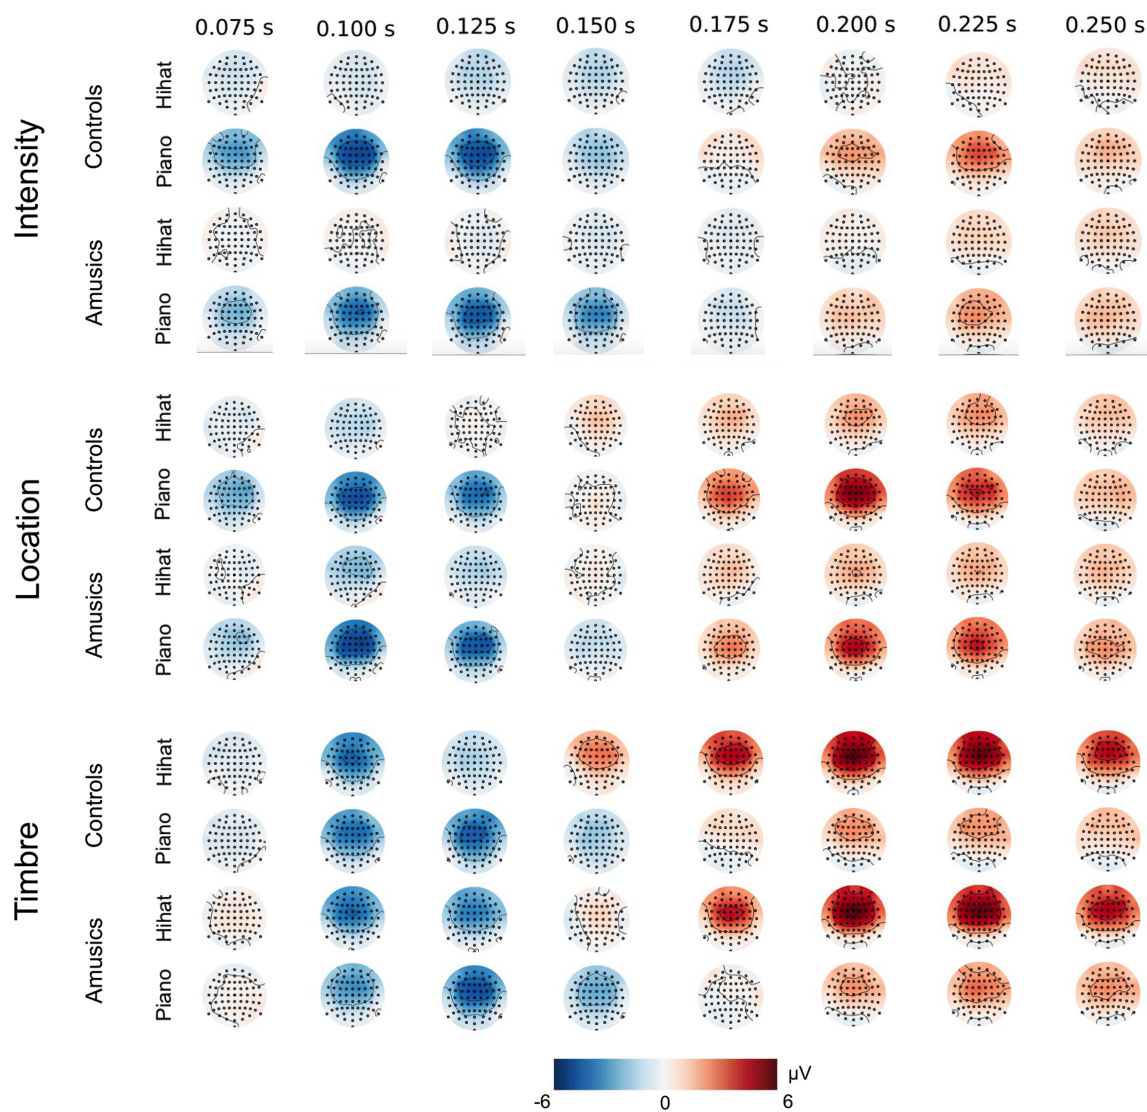 0.075 s 0.100 s 0.125 s 0.150 s 0.175 s 0.200 s 0.225 s 0.250 s
Intensity
Controls
Hihat
Piano
Amusics
Hihat
Piano
Location
Controls
Hihat
Piano
Amusics
Hihat
Piano
Timbre
Controls
Hihat
Piano
Amusics
Hihat
Piano
µV
-6 0 6